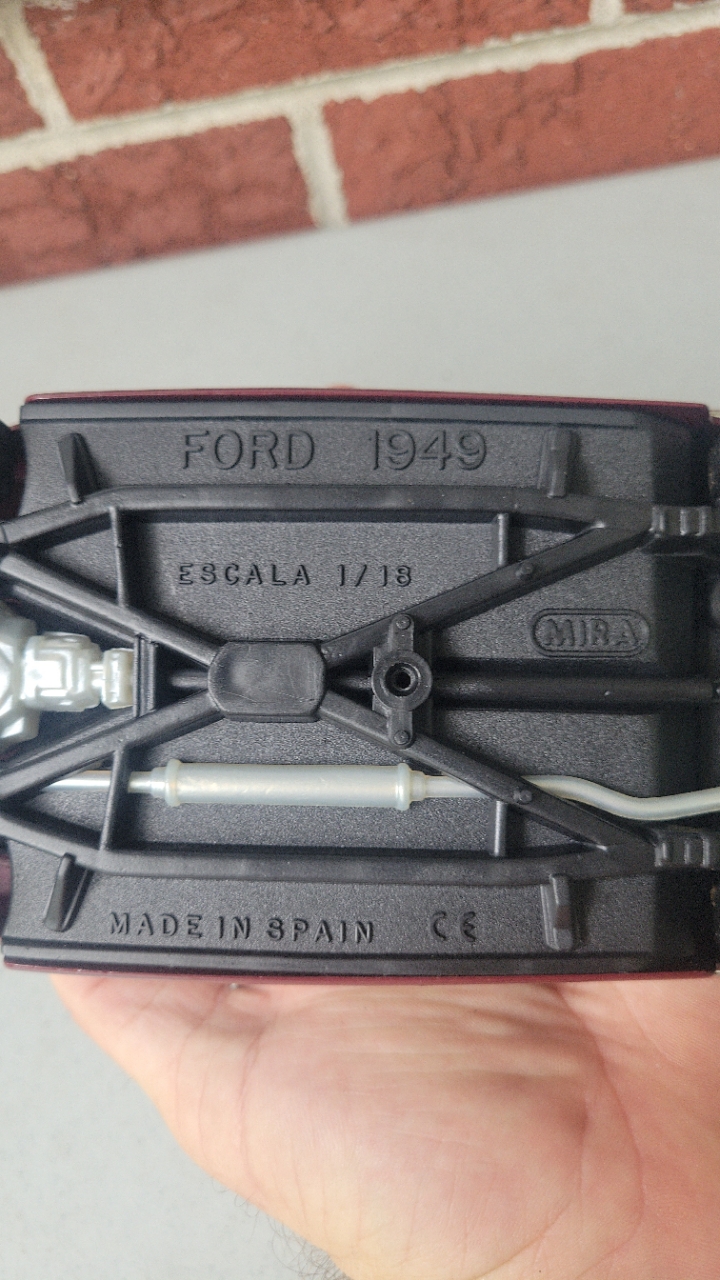 FORD 1949
ESCALA 1/18
MIRA
MADE IN SPAIN CE